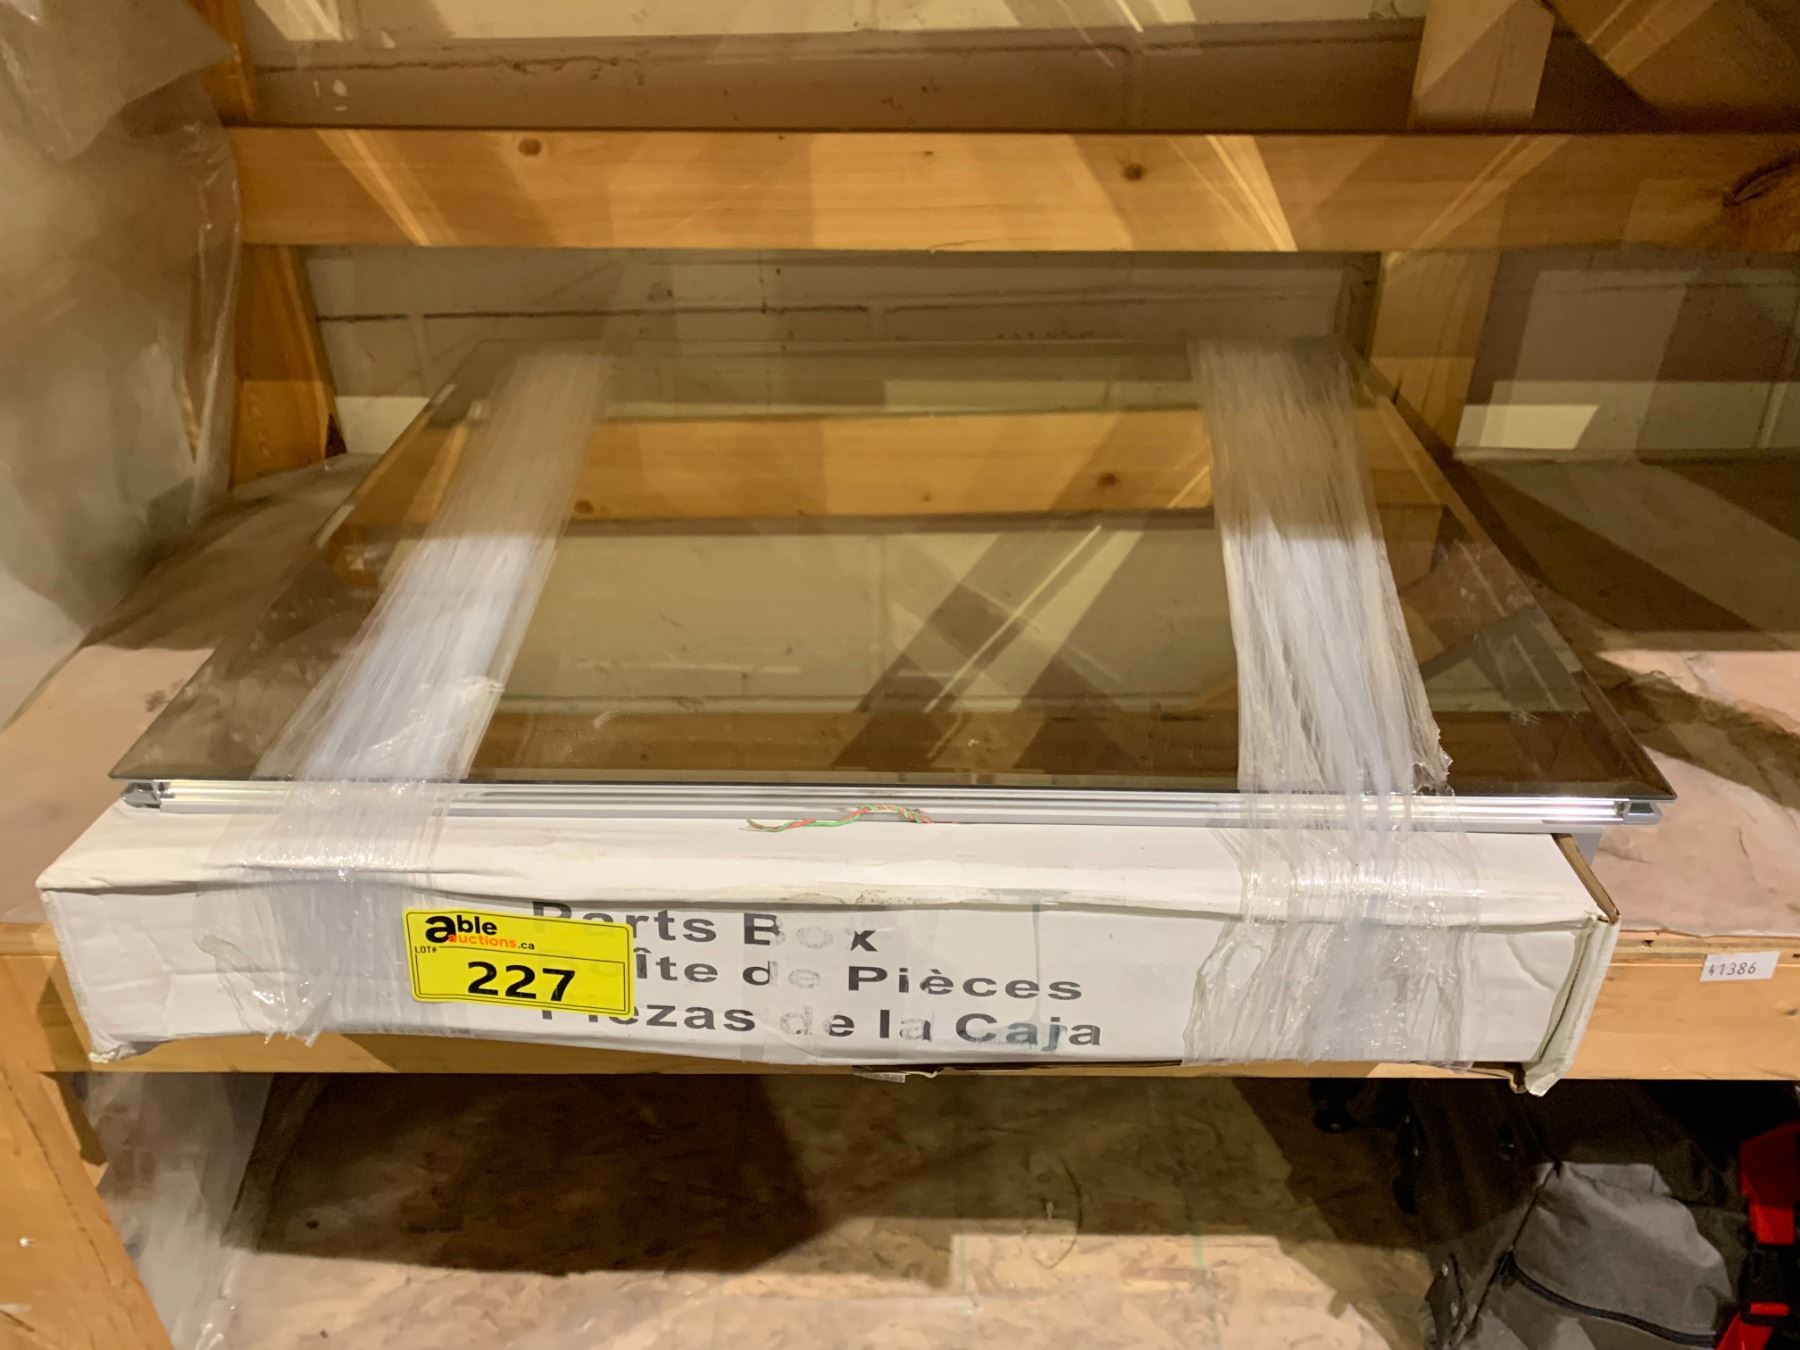 able
auctions.ca
LOT#
227
Parts Box
Boîte de Pièces
Piezas de la Caja
41386